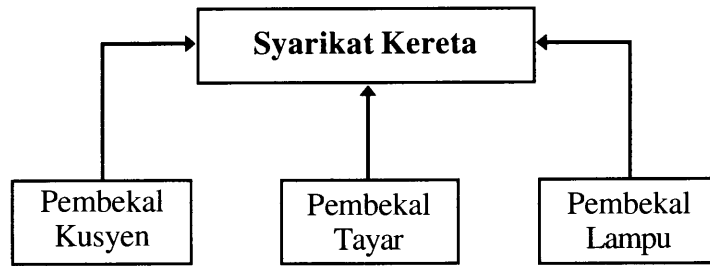 Syarikat Kereta
Pembekal
Kusyen
Pembekal
Tayar
Pembekal
Lampu